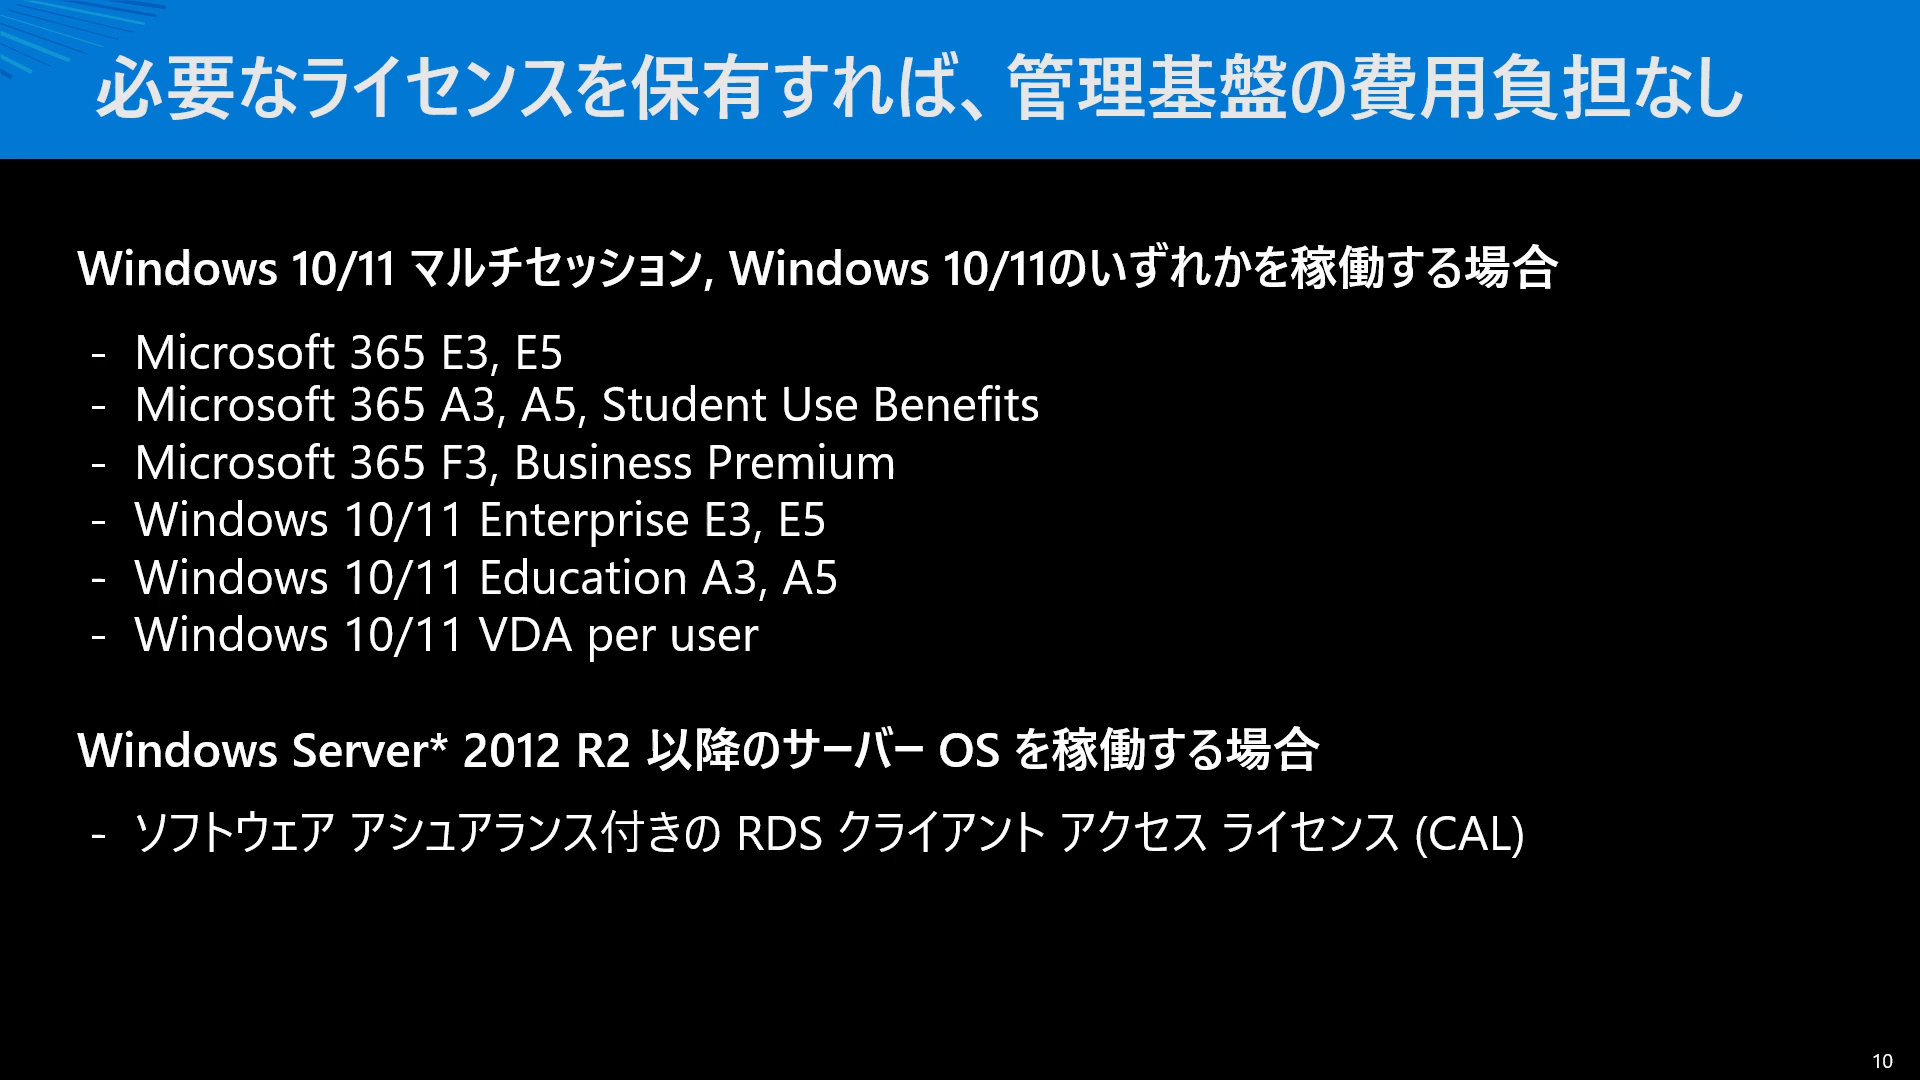 必要なライセンスを保有すれば、管理基盤の費用負担なし
Windows 10/11 マルチセッション, Windows 10/11のいずれかを稼働する場合
- Microsoft 365 E3, E5
- Microsoft 365 A3, A5, Student Use Benefits
- Microsoft 365 F3, Business Premium
- Windows 10/11 Enterprise E3, E5
- Windows 10/11 Education A3, A5
- Windows 10/11 VDA per user
Windows Server* 2012 R2 以降のサーバー OS を稼働する場合
- ソフトウェア アシュアランス付きの RDS クライアント アクセス ライセンス (CAL)
10